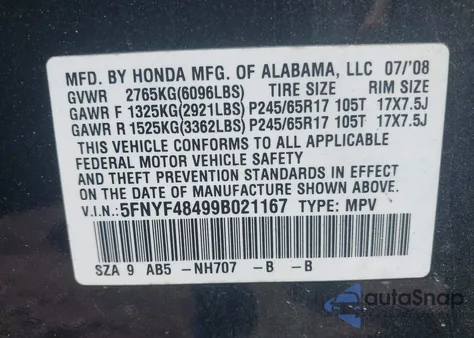 MFD. BY HONDA MFG. OF ALABAMA, LLC 07/'08
GVWR 2765KG(6096LBS) TIRE SIZE RIM SIZE
GAWR F 1325KG(2921LBS) P245/65R17 105T 17X7.5J
GAWR R 1525KG(3362LBS) P245/65R17 105T 17X7.5J
THIS VEHICLE CONFORMS TO ALL APPLICABLE
FEDERAL MOTOR VEHICLE SAFETY
AND THEFT PREVENTION STANDARDS IN EFFECT
ON THE DATE OF MANUFACTURE SHOWN ABOVE.
V.I.N.: 5FNYF48499B021167 TYPE: MPV
SZA 9 AB5 -NH707 -B -B
autoSnap